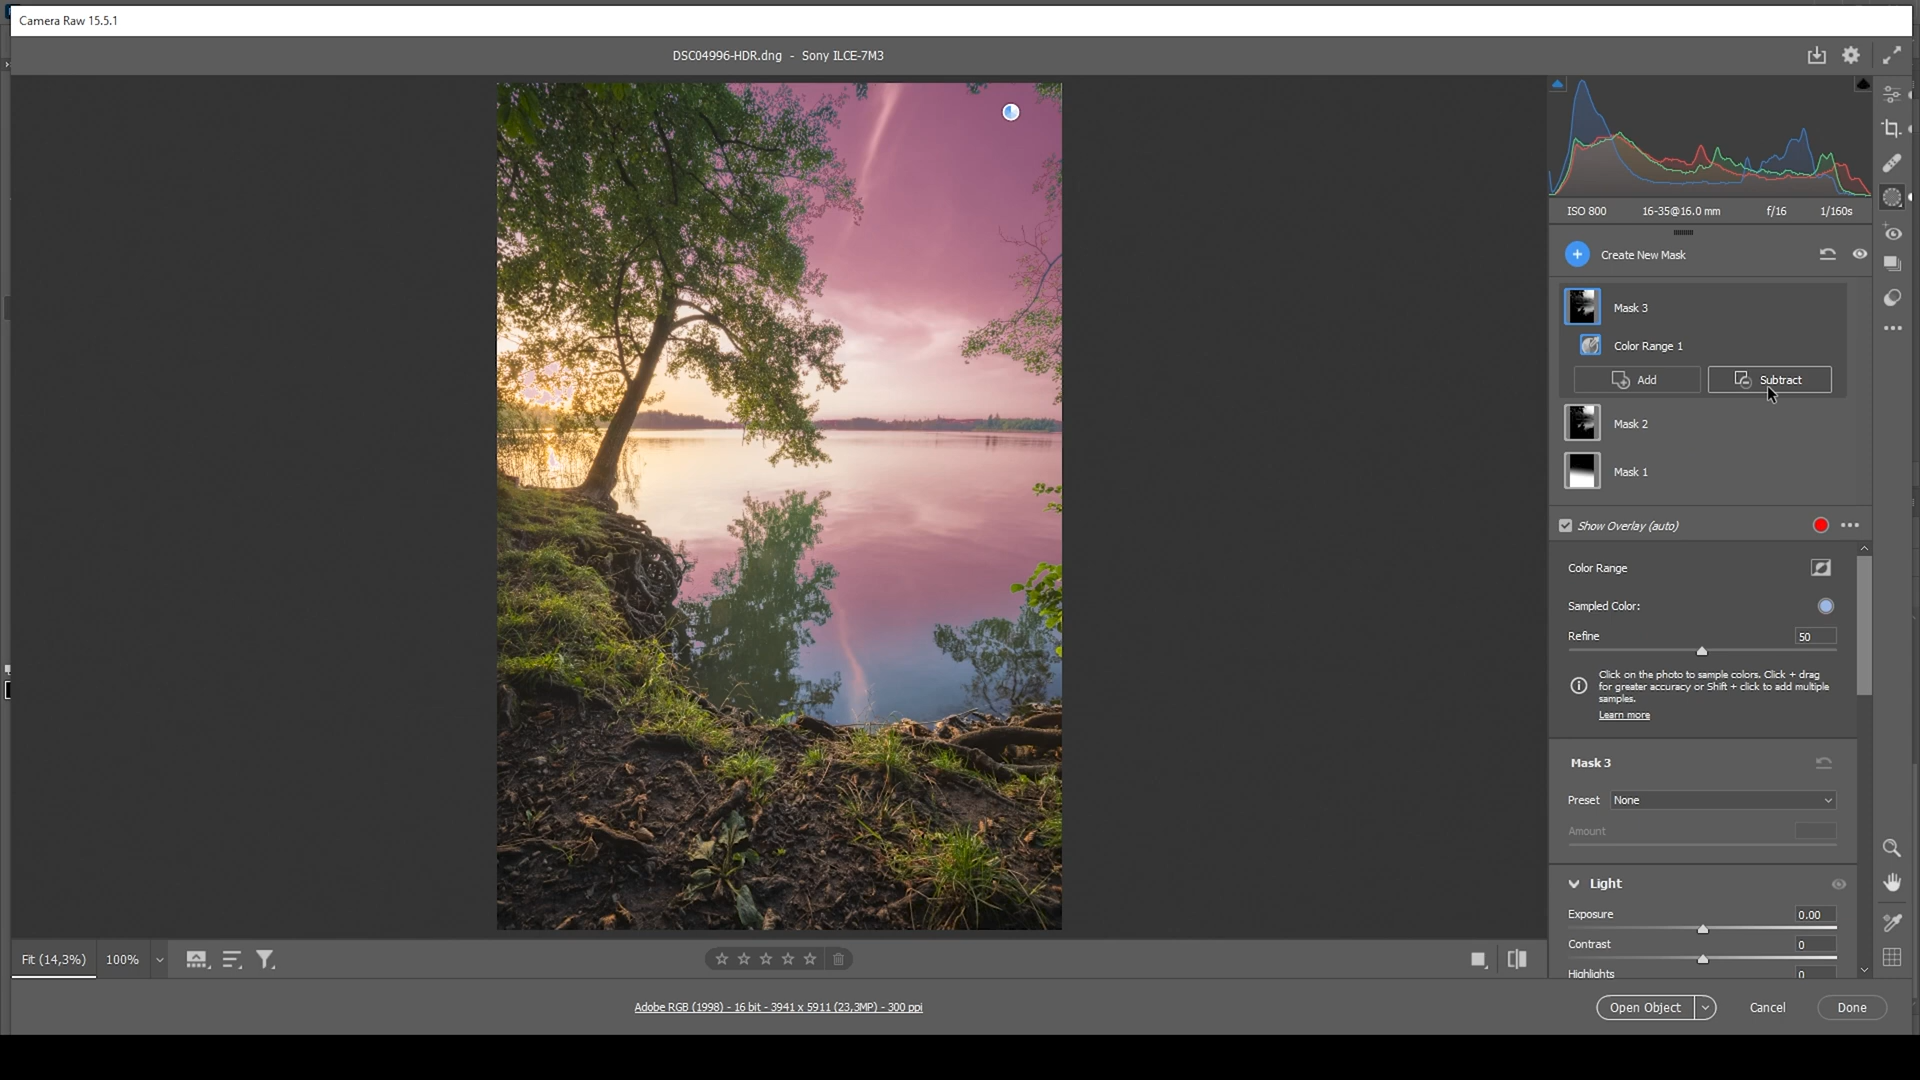 Camera Raw 15.5.1
DSC04996-HDR.dng - Sony ILCE-7M3
ISO 800 16-35@16.0 mm f/16 1/160s
Create New Mask
Mask 3
Color Range 1
Add Subtract
Mask 2
Mask 1
Show Overlay (auto)
Color Range
Sampled Color:
Refine 50
Click on the photo to sample colors. Click + drag
for greater accuracy or Shift + click to add multiple
samples.
Learn more
Mask 3
Preset None
Amount
Light
Exposure 0.00
Contrast 0
Highlights 0
Fit (14,3%) 100%
Adobe RGB (1998) - 16 bit - 3941 x 5911 (23,3MP) - 300 ppi
Open Object Cancel Done